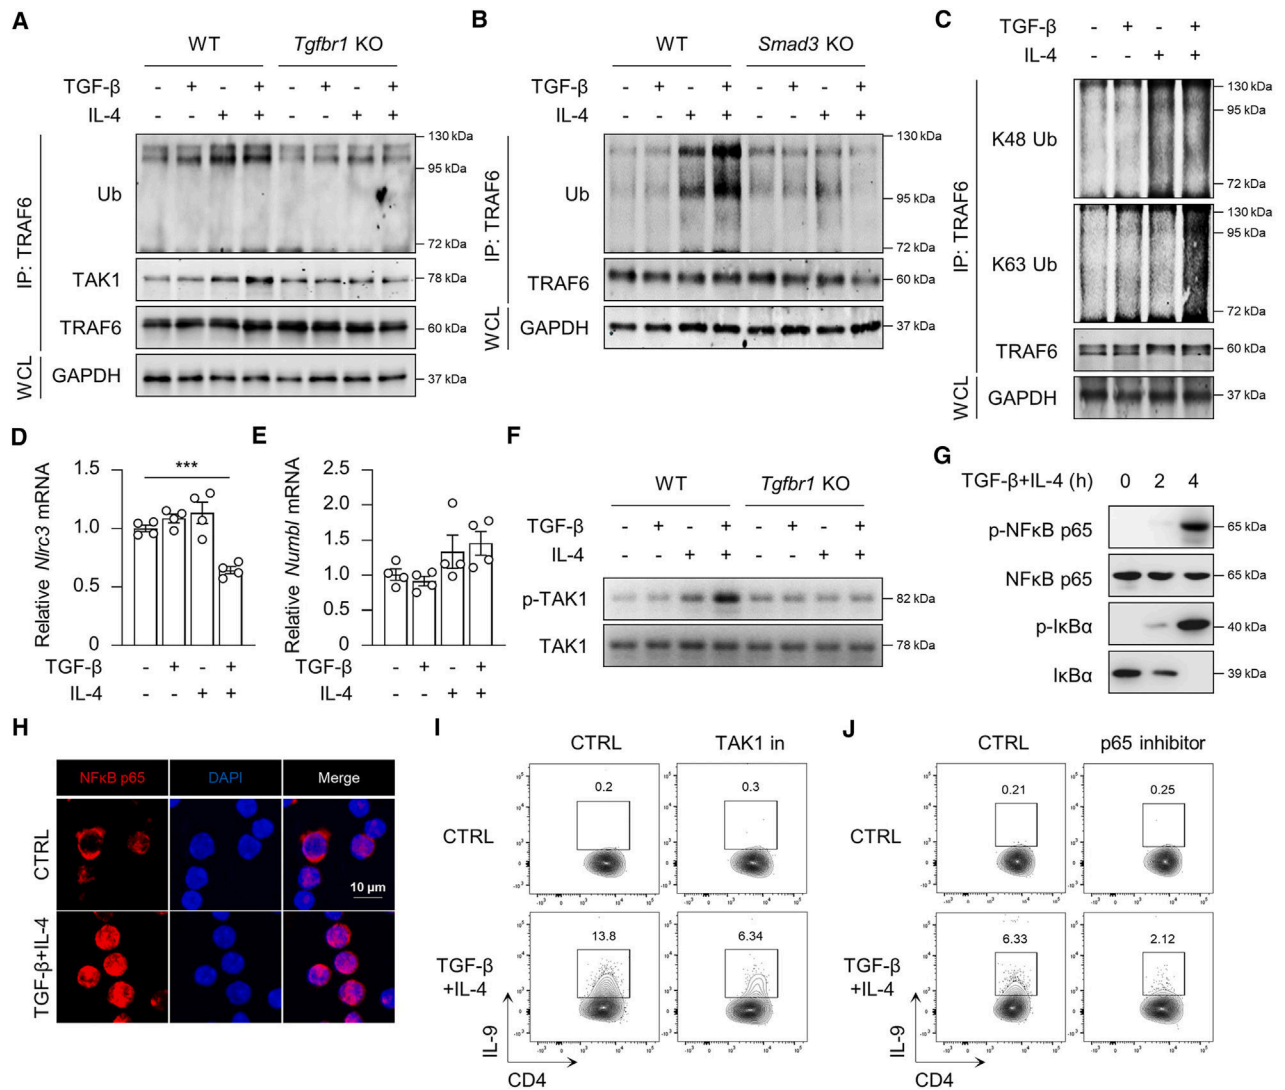 A
WT
Tgfbr1 KO
TGF-β - + - + - + - +
IL-4 - - + + - - + +
IP: TRAF6
Ub
130 kDa
95 kDa
72 kDa
TAK1
78 kDa
TRAF6
60 kDa
WCL
GAPDH
37 kDa
B
WT
Smad3 KO
TGF-β - + - + - + - +
IL-4 - - + + - - + +
IP: TRAF6
Ub
130 kDa
95 kDa
72 kDa
TRAF6
60 kDa
WCL
GAPDH
37 kDa
C
TGF-β - + - +
IL-4 - - + +
IP: TRAF6
K48 Ub
130 kDa
95 kDa
72 kDa
K63 Ub
130 kDa
95 kDa
72 kDa
TRAF6
60 kDa
WCL
GAPDH
37 kDa
D
Relative Nlrc3 mRNA
1.5
1.0
0.5
0
***
TGF-β - + - +
IL-4 - - + +
E
Relative Numbl mRNA
2.5
2.0
1.5
1.0
0.5
0
TGF-β - + - +
IL-4 - - + +
F
WT
Tgfbr1 KO
TGF-β - + - + - + - +
IL-4 - - + + - - + +
p-TAK1
82 kDa
TAK1
78 kDa
G
TGF-β+IL-4 (h) 0 2 4
p-NFκB p65
65 kDa
NFκB p65
65 kDa
p-IκBα
40 kDa
IκBα
39 kDa
H
NFκB p65
DAPI
Merge
CTRL
10 μm
TGF-β+IL-4
I
CTRL
TAK1 in
CTRL
0.2
0.3
TGF-β
+IL-4
13.8
6.34
IL-9
CD4
J
CTRL
p65 inhibitor
CTRL
0.21
0.25
TGF-β
+IL-4
6.33
2.12
IL-9
CD4